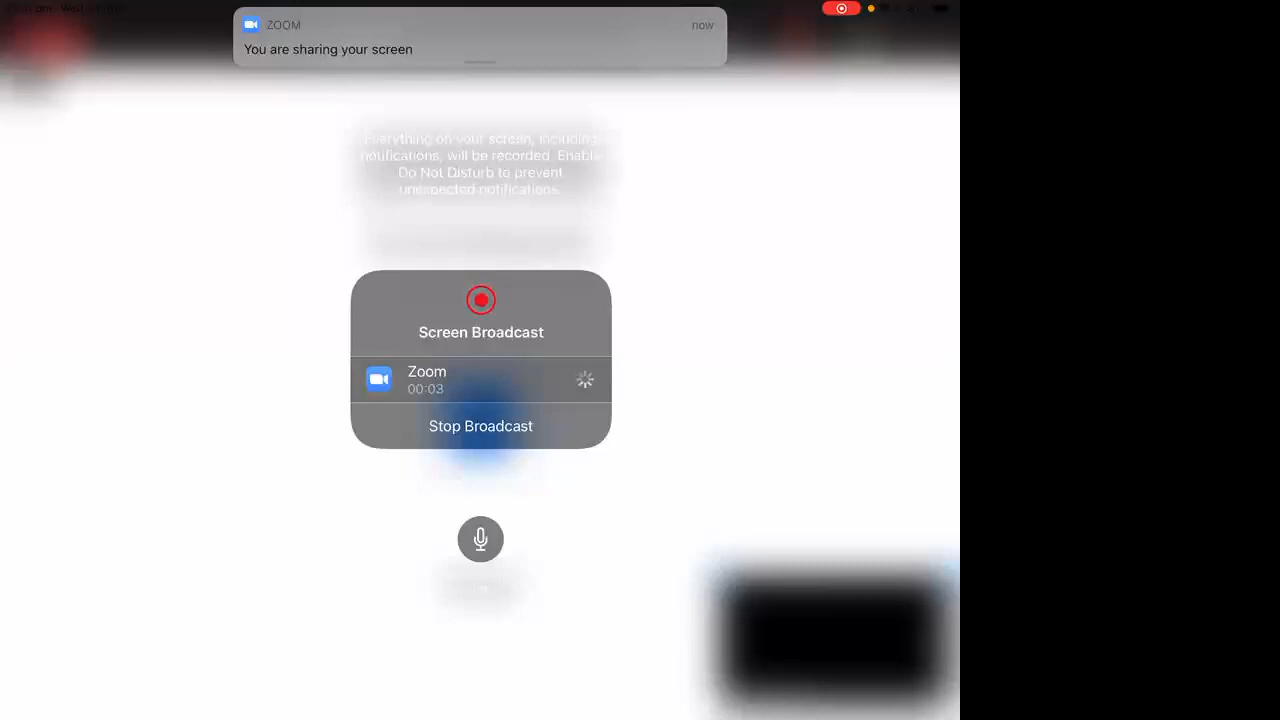 ZOOM
now
You are sharing your screen
Everything on your screen, including
notifications, will be recorded. Enable
Do Not Disturb to prevent
unexpected notifications.
Screen Broadcast
Zoom
00:03
Stop Broadcast